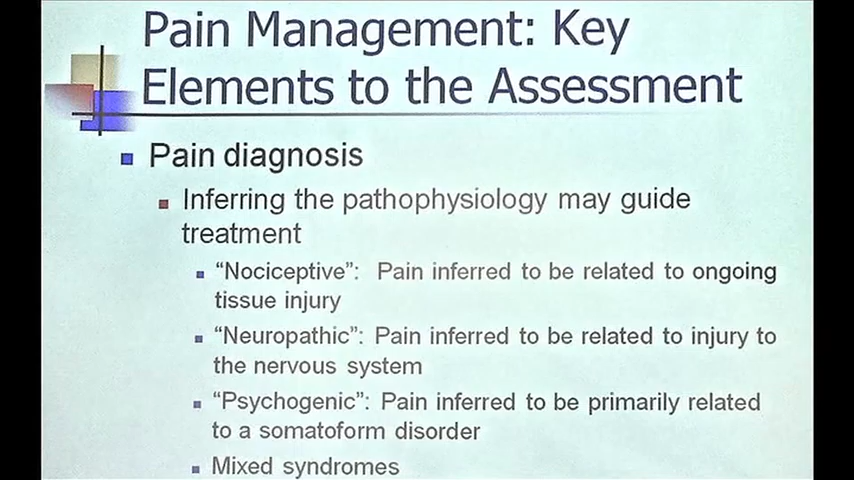 Pain Management: Key
Elements to the Assessment
Pain diagnosis
Inferring the pathophysiology may guide
treatment
“Nociceptive”: Pain inferred to be related to ongoing
tissue injury
“Neuropathic”: Pain inferred to be related to injury to
the nervous system
“Psychogenic”: Pain inferred to be primarily related
to a somatoform disorder
Mixed syndromes